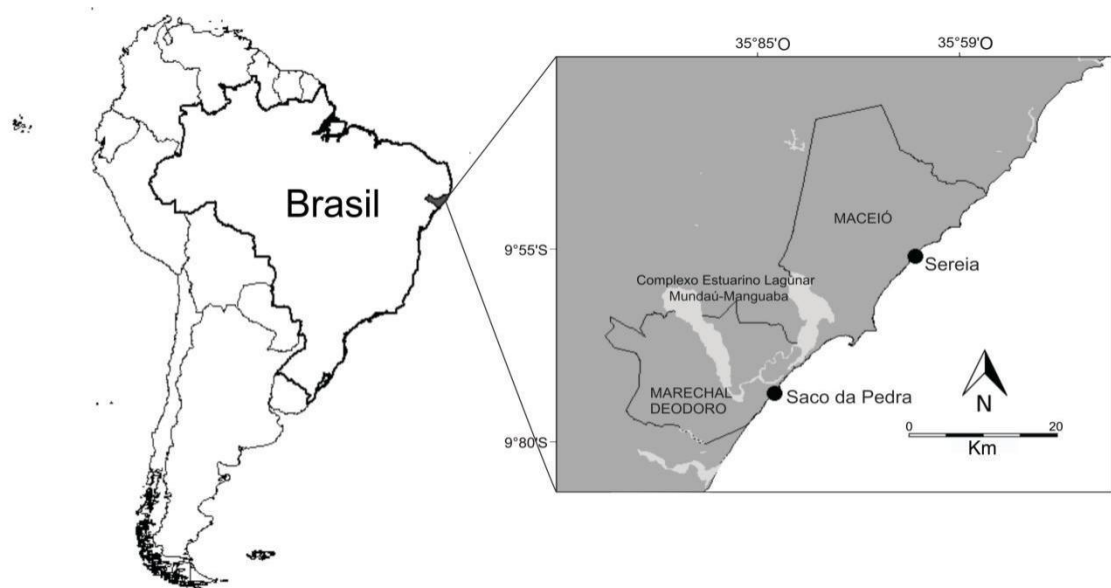 Brasil
35°85'O
35°59'O
9°55'S
9°80'S
MACEIÓ
Sereia
Complexo Estuarino Lagunar
Mundaú-Manguaba
MARECHAL
DEODORO
Saco da Pedra
N
0
20
Km